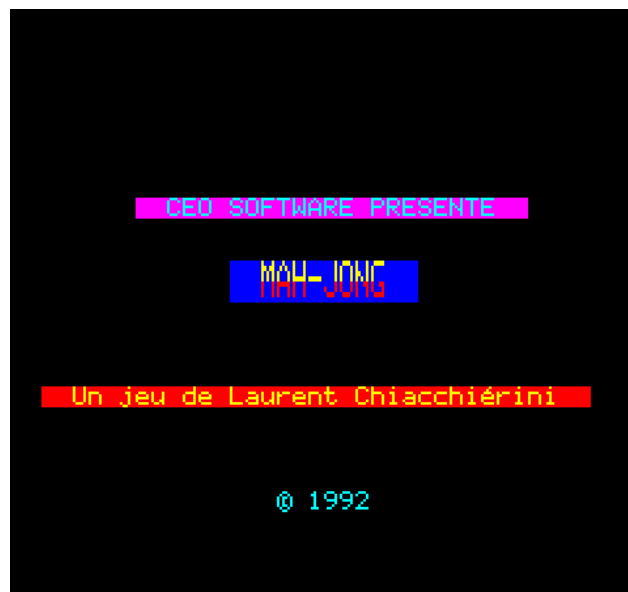 CEO SOFTWARE PRESENTE
MAH-JONG
Un jeu de Laurent Chiacchiérini
© 1992